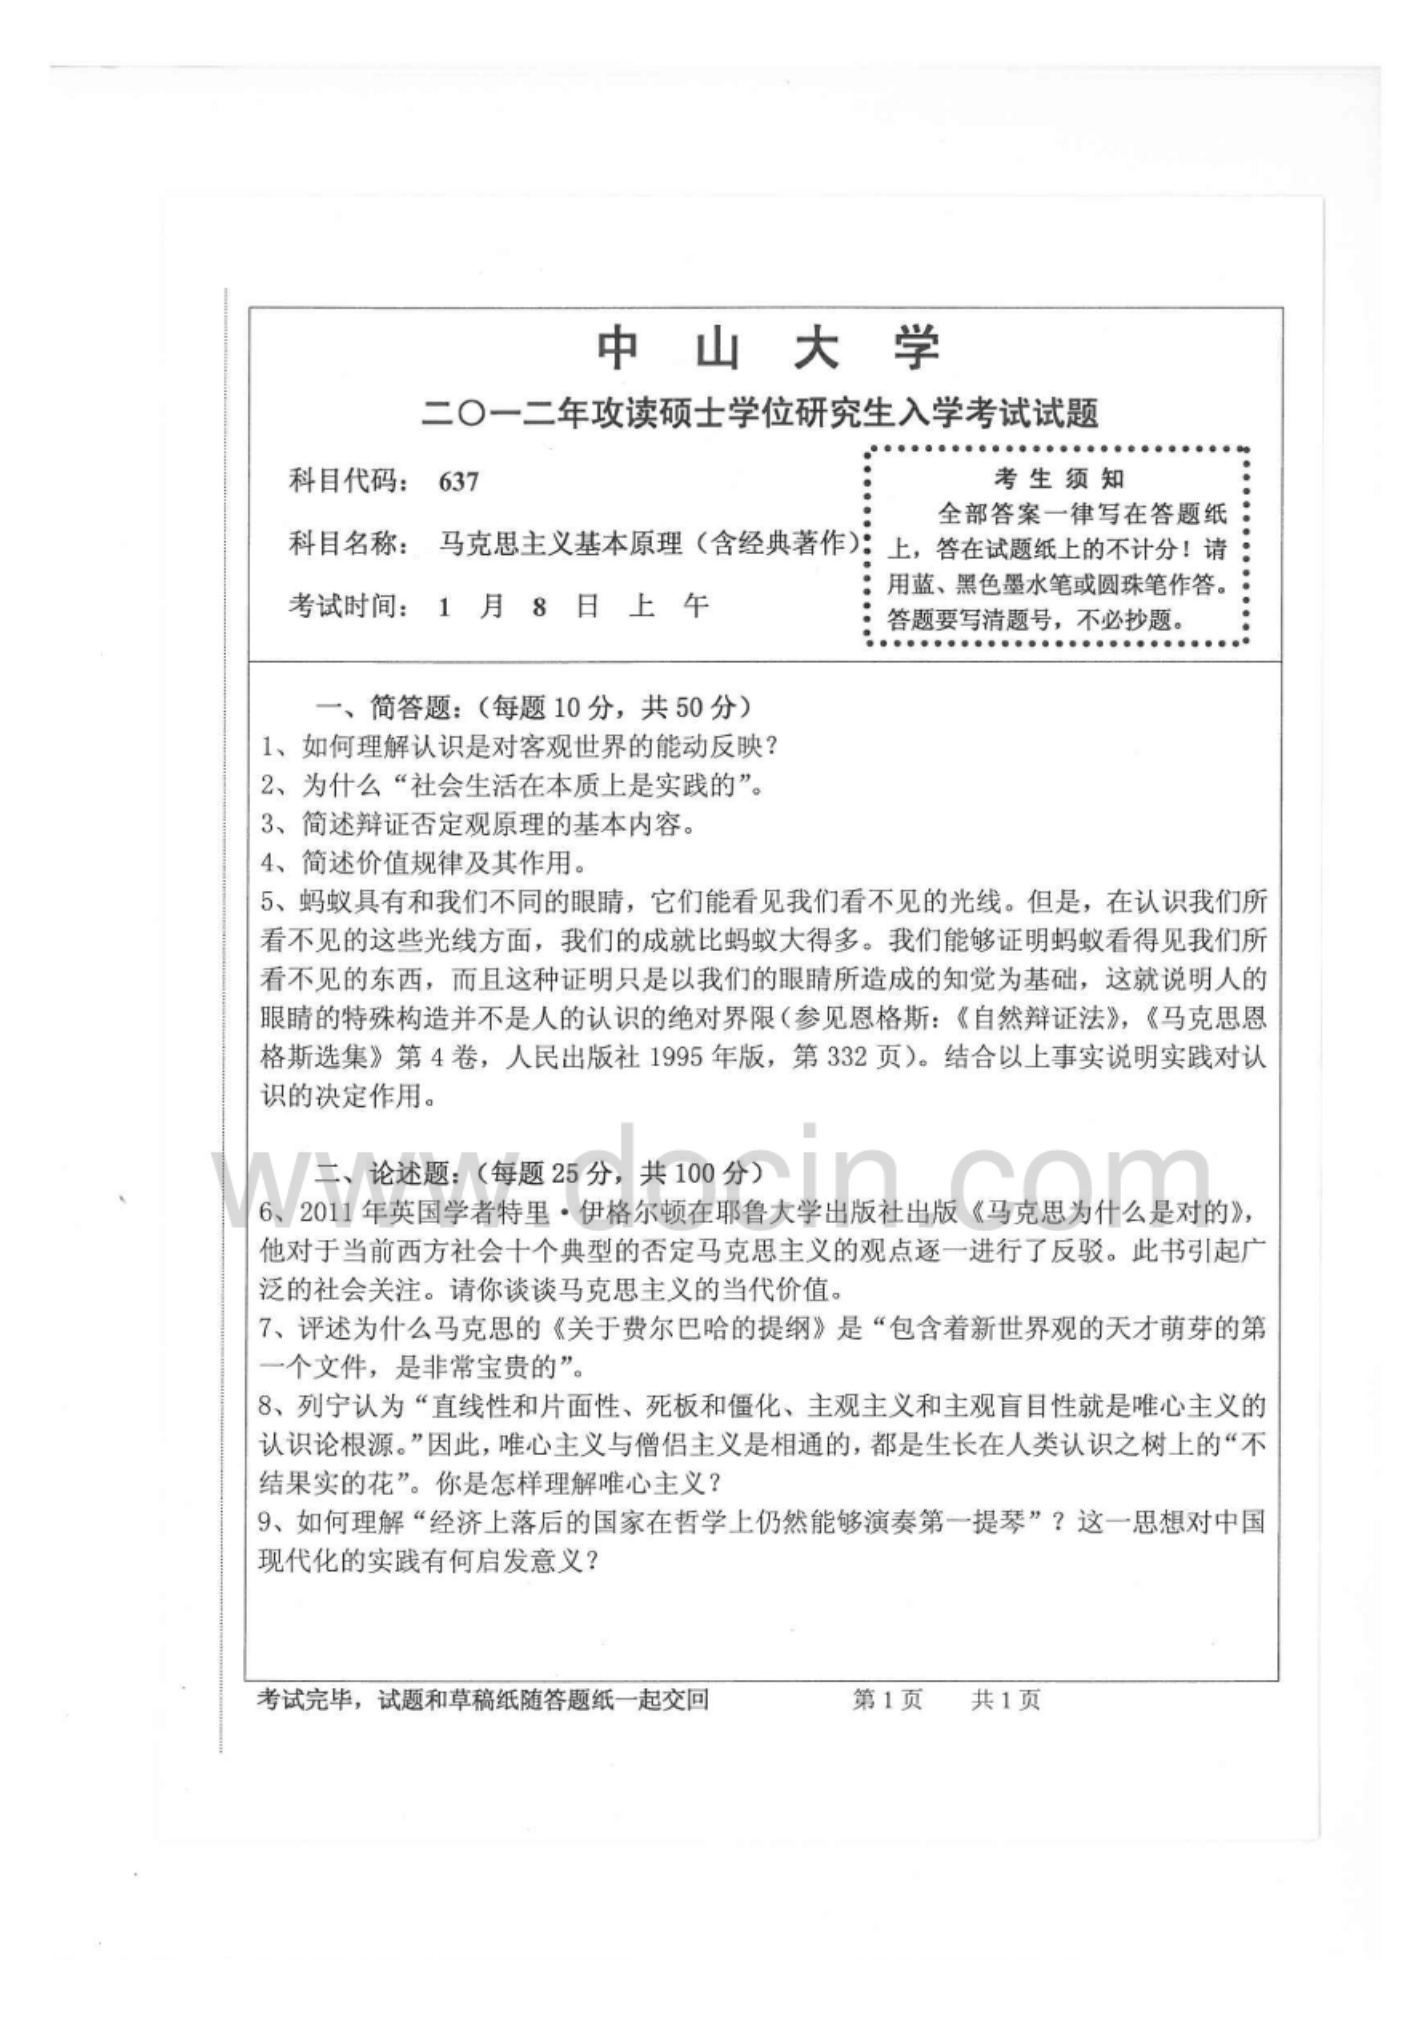 中 山 大 学
二〇一二年攻读硕士学位研究生入学考试试题
科目代码： 637
科目名称： 马克思主义基本原理（含经典著作）
考试时间： 1 月 8 日 上 午
考 生 须 知
全部答案一律写在答题纸
上，答在试题纸上的不计分！请
用蓝、黑色墨水笔或圆珠笔作答。
答题要写清题号，不必抄题。
一、简答题：（每题 10 分，共 50 分）
1、如何理解认识是对客观世界的能动反映？
2、为什么“社会生活在本质上是实践的”。
3、简述辩证否定观原理的基本内容。
4、简述价值规律及其作用。
5、蚂蚁具有和我们不同的眼睛，它们能看见我们看不见的光线。但是，在认识我们所
看不见的这些光线方面，我们的成就比蚂蚁大得多。我们能够证明蚂蚁看得见我们所
看不见的东西，而且这种证明只是以我们的眼睛所造成的知觉为基础，这就说明人的
眼睛的特殊构造并不是人的认识的绝对界限（参见恩格斯：《自然辩证法》，《马克思恩
格斯选集》第 4 卷，人民出版社 1995 年版，第 332 页）。结合以上事实说明实践对认
识的决定作用。
www.docin.com
二、论述题：（每题 25 分，共 100 分）
6、2011 年英国学者特里·伊格尔顿在耶鲁大学出版社出版《马克思为什么是对的》，
他对于当前西方社会十个典型的否定马克思主义的观点逐一进行了反驳。此书引起广
泛的社会关注。请你谈谈马克思主义的当代价值。
7、评述为什么马克思的《关于费尔巴哈的提纲》是“包含着新世界观的天才萌芽的第
一个文件，是非常宝贵的”。
8、列宁认为“直线性和片面性、死板和僵化、主观主义和主观盲目性就是唯心主义的
认识论根源。”因此，唯心主义与僧侣主义是相通的，都是生长在人类认识之树上的“不
结果实的花”。你是怎样理解唯心主义？
9、如何理解“经济上落后的国家在哲学上仍然能够演奏第一提琴”？这一思想对中国
现代化的实践有何启发意义？
考试完毕，试题和草稿纸随答题纸一起交回 第 1 页 共 1 页